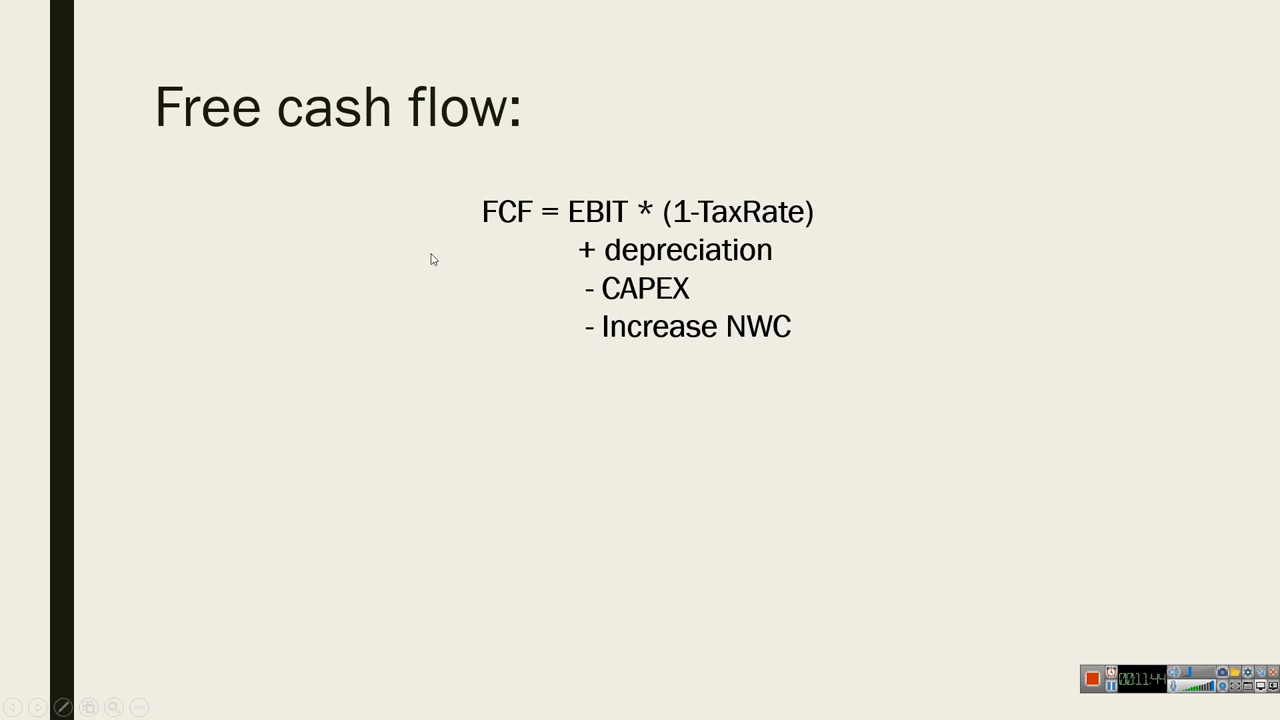 Free cash flow:
FCF = EBIT * (1-TaxRate)
+ depreciation
- CAPEX
- Increase NWC